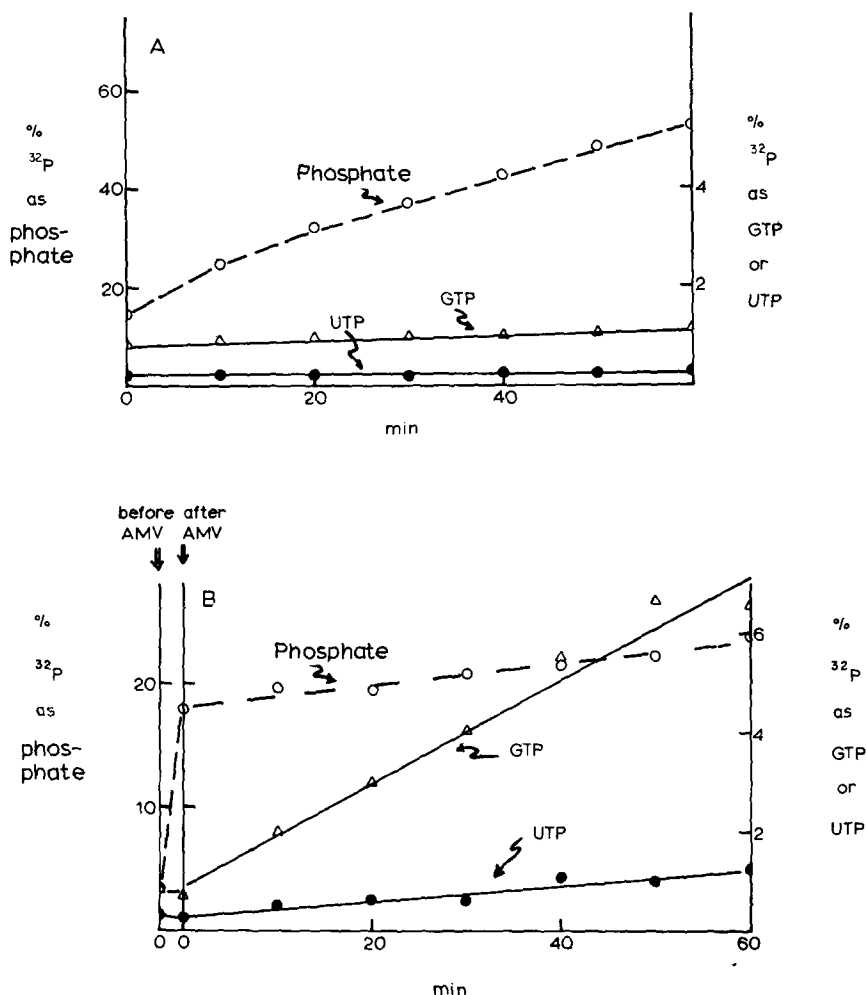 A
60
40
20
%
32P
as
phos-
phate
Phosphate
GTP
UTP
4
2
%
32P
as
GTP
or
UTP
0
20
40
min
before after
AMV AMV
B
20
10
%
32P
as
phos-
phate
Phosphate
GTP
UTP
6
4
2
%
32P
as
GTP
or
UTP
0
0
20
40
60
min